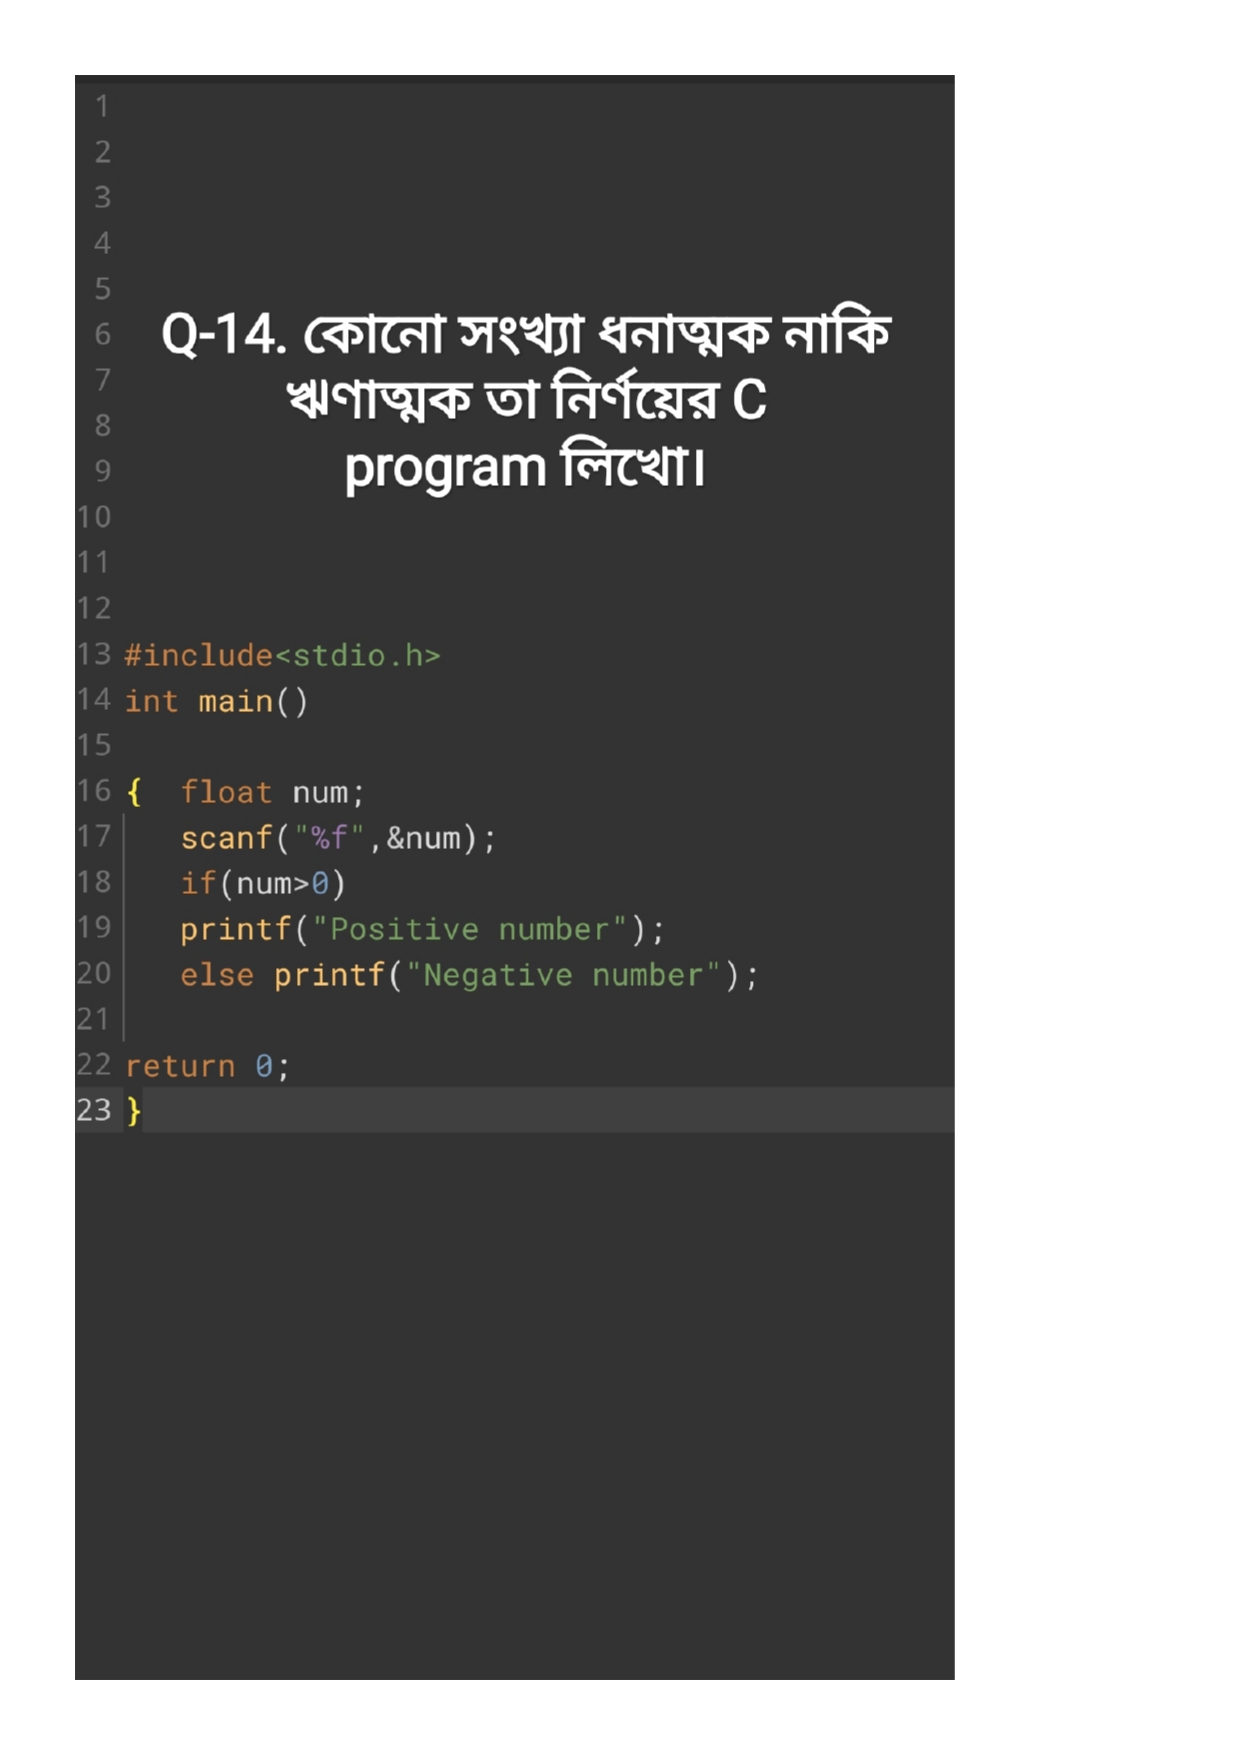 1
2
3
4
5
6 Q-14. কোনো সংখ্যা ধনাত্মক নাকি
7 ঋণাত্মক তা নির্ণয়ের C
8
9 program লিখো।
10
11
12
13 #include<stdio.h>
14 int main()
15
16 {  float num;
17    scanf("%f",&num);
18    if(num>0)
19    printf("Positive number");
20    else printf("Negative number");
21
22 return 0;
23 }